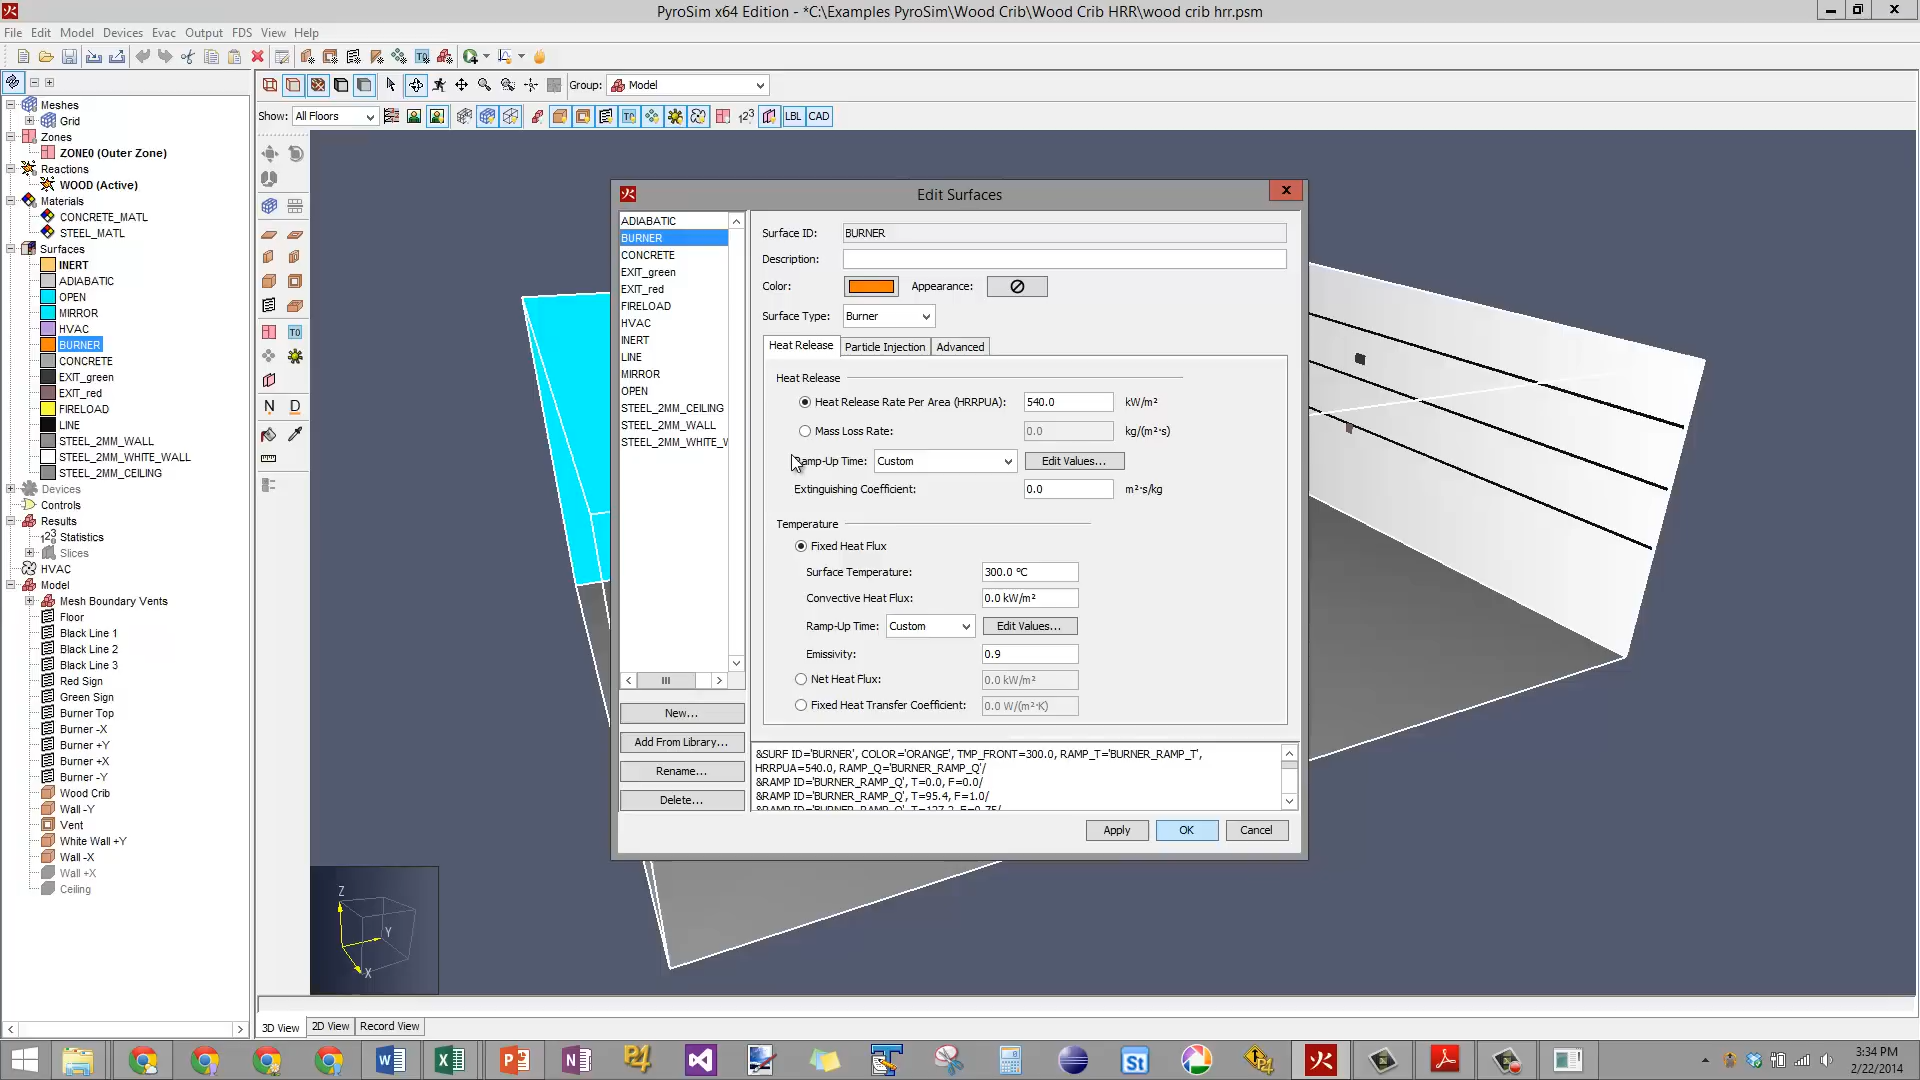 PyroSim x64 Edition - *C:\Examples PyroSim\Wood Crib\Wood Crib HRR\wood crib hrr.psm
File Edit Model Devices Evac Output FDS View Help
Group: Model
Show: All Floors
LBL CAD
Meshes
Grid
Zones
ZONE0 (Outer Zone)
Reactions
WOOD (Active)
Materials
CONCRETE_MATL
STEEL_MATL
Surfaces
INERT
ADIABATIC
OPEN
MIRROR
HVAC
BURNER
CONCRETE
EXIT_green
EXIT_red
FIRELOAD
LINE
STEEL_2MM_WALL
STEEL_2MM_WHITE_WALL
STEEL_2MM_CEILING
Devices
Controls
Results
Statistics
Slices
HVAC
Model
Mesh Boundary Vents
Floor
Black Line 1
Black Line 2
Black Line 3
Red Sign
Green Sign
Burner Top
Burner -X
Burner +Y
Burner +X
Burner -Y
Wood Crib
Wall -Y
Vent
White Wall +Y
Wall -X
Wall +X
Ceiling
N D
Edit Surfaces
ADIABATIC
BURNER
CONCRETE
EXIT_green
EXIT_red
FIRELOAD
HVAC
INERT
LINE
MIRROR
OPEN
STEEL_2MM_CEILING
STEEL_2MM_WALL
STEEL_2MM_WHITE_W
New...
Add From Library...
Rename...
Delete...
Surface ID: BURNER
Description:
Color: Appearance:
Surface Type: Burner
Heat Release Particle Injection Advanced
Heat Release
Heat Release Rate Per Area (HRRPUA): 540.0 kW/m²
Mass Loss Rate: 0.0 kg/(m²·s)
Ramp-Up Time: Custom Edit Values...
Extinguishing Coefficient: 0.0 m²·s/kg
Temperature
Fixed Heat Flux
Surface Temperature: 300.0 °C
Convective Heat Flux: 0.0 kW/m²
Ramp-Up Time: Custom Edit Values...
Emissivity: 0.9
Net Heat Flux: 0.0 kW/m²
Fixed Heat Transfer Coefficient: 0.0 W/(m²·K)
&SURF ID='BURNER', COLOR='ORANGE', TMP_FRONT=300.0, RAMP_T='BURNER_RAMP_T',
HRRPUA=540.0, RAMP_Q='BURNER_RAMP_Q'/
&RAMP ID='BURNER_RAMP_Q', T=0.0, F=0.0/
&RAMP ID='BURNER_RAMP_Q', T=95.4, F=1.0/
&RAMP ID='BURNER_RAMP_Q', T=127.2, F=0.75/
Apply OK Cancel
Z
Y
X
3D View 2D View Record View
3:34 PM
2/22/2014